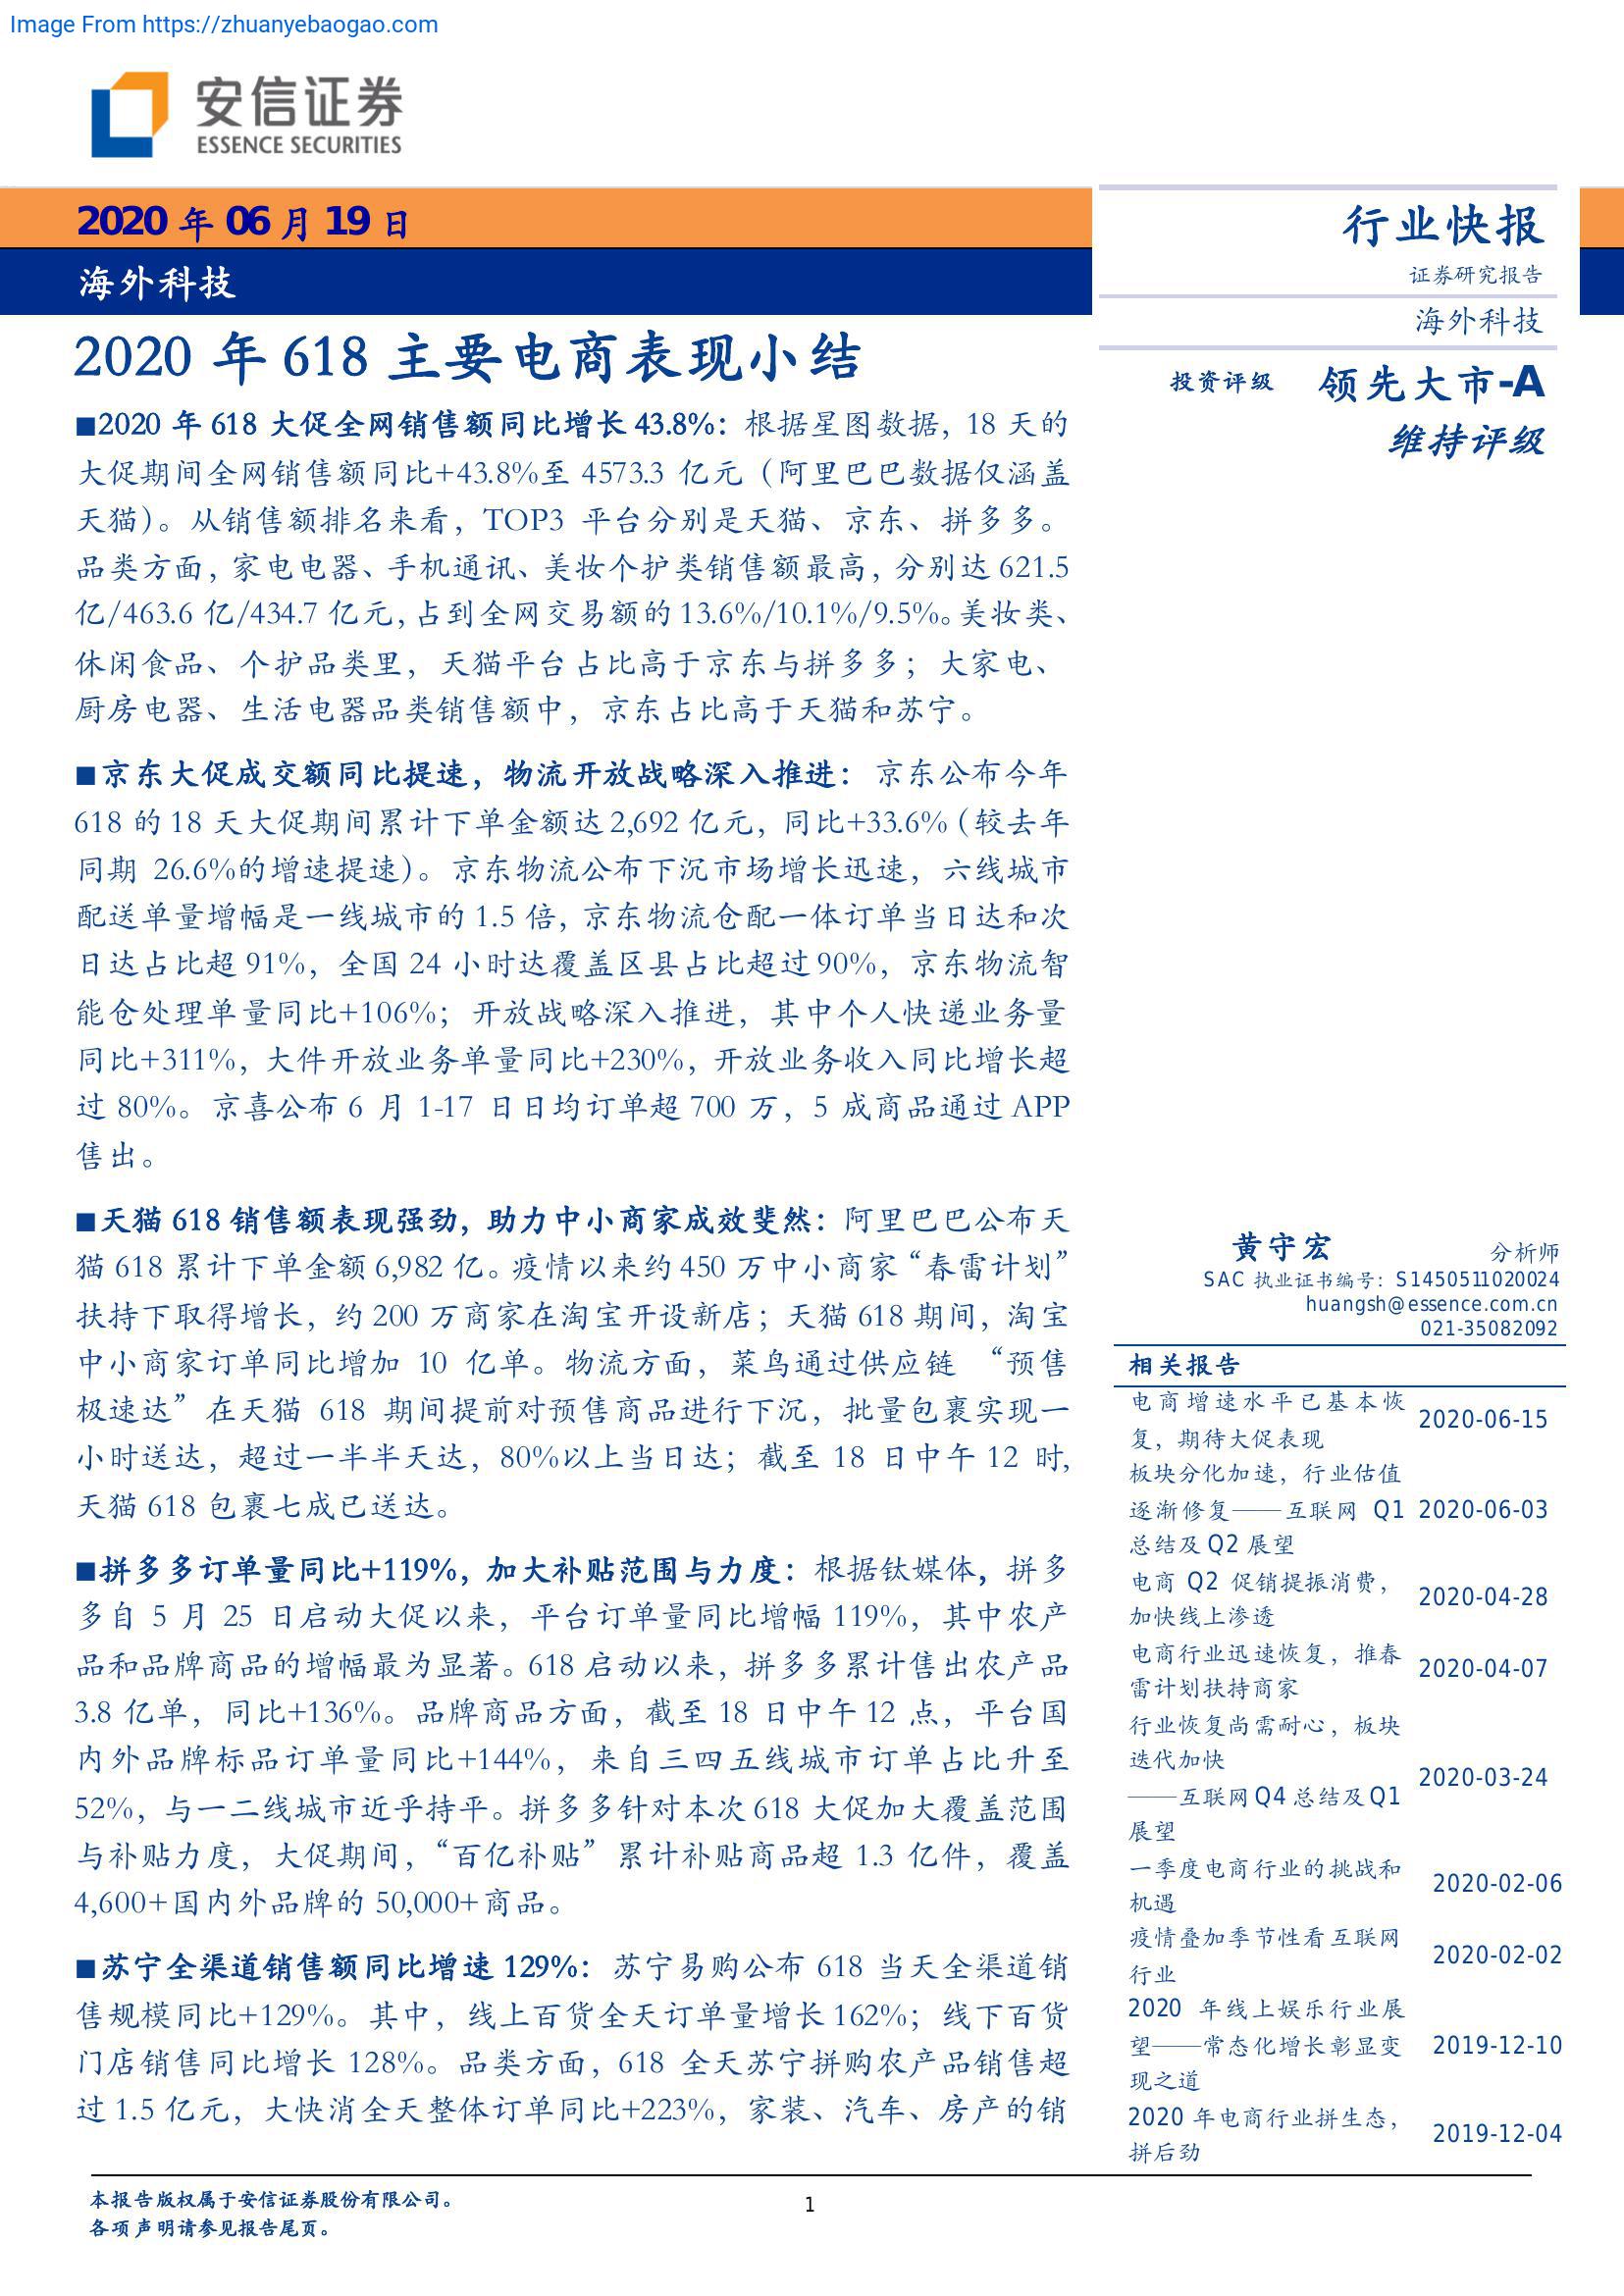 Image From https://zhuanyebaogao.com
安信证券
ESSENCE SECURITIES
2020 年 06 月 19 日
海外科技
行业快报
证券研究报告
海外科技
投资评级 领先大市-A
维持评级
2020 年 618 主要电商表现小结
■2020 年 618 大促全网销售额同比增长 43.8%：根据星图数据，18 天的
大促期间全网销售额同比+43.8%至 4573.3 亿元（阿里巴巴数据仅涵盖
天猫）。从销售额排名来看，TOP3 平台分别是天猫、京东、拼多多。
品类方面，家电电器、手机通讯、美妆个护类销售额最高，分别达 621.5
亿/463.6 亿/434.7 亿元，占到全网交易额的 13.6%/10.1%/9.5%。美妆类、
休闲食品、个护品类里，天猫平台占比高于京东与拼多多；大家电、
厨房电器、生活电器品类销售额中，京东占比高于天猫和苏宁。
■京东大促成交额同比提速，物流开放战略深入推进：京东公布今年
618 的 18 天大促期间累计下单金额达 2,692 亿元，同比+33.6%（较去年
同期 26.6%的增速提速）。京东物流公布下沉市场增长迅速，六线城市
配送单量增幅是一线城市的 1.5 倍，京东物流仓配一体订单当日达和次
日达占比超 91%，全国 24 小时达覆盖区县占比超过 90%，京东物流智
能仓处理单量同比+106%；开放战略深入推进，其中个人快递业务量
同比+311%，大件开放业务单量同比+230%，开放业务收入同比增长超
过 80%。京喜公布 6 月 1-17 日日均订单超 700 万，5 成商品通过 APP
售出。
■天猫 618 销售额表现强劲，助力中小商家成效斐然：阿里巴巴公布天
猫 618 累计下单金额 6,982 亿。疫情以来约 450 万中小商家“春雷计划”
扶持下取得增长，约 200 万商家在淘宝开设新店；天猫 618 期间，淘宝
中小商家订单同比增加 10 亿单。物流方面，菜鸟通过供应链 “预售
极速达”在天猫 618 期间提前对预售商品进行下沉，批量包裹实现一
小时送达，超过一半半天达，80%以上当日达；截至 18 日中午 12 时，
天猫 618 包裹七成已送达。
■拼多多订单量同比+119%，加大补贴范围与力度：根据钛媒体，拼多
多自 5 月 25 日启动大促以来，平台订单量同比增幅 119%，其中农产
品和品牌商品的增幅最为显著。618 启动以来，拼多多累计售出农产品
3.8 亿单，同比+136%。品牌商品方面，截至 18 日中午 12 点，平台国
内外品牌标品订单量同比+144%，来自三四五线城市订单占比升至
52%，与一二线城市近乎持平。拼多多针对本次 618 大促加大覆盖范围
与补贴力度，大促期间，“百亿补贴”累计补贴商品超 1.3 亿件，覆盖
4,600+国内外品牌的 50,000+商品。
■苏宁全渠道销售额同比增速 129%：苏宁易购公布 618 当天全渠道销
售规模同比+129%。其中，线上百货全天订单量增长 162%；线下百货
门店销售同比增长 128%。品类方面，618 全天苏宁拼购农产品销售超
过 1.5 亿元，大快消全天整体订单同比+223%，家装、汽车、房产的销
黄守宏 分析师
SAC 执业证书编号：S1450511020024
huangsh@essence.com.cn
021-35082092
相关报告
电商增速水平已基本恢
复，期待大促表现 2020-06-15
板块分化加速，行业估值
逐渐修复——互联网 Q1 2020-06-03
总结及 Q2 展望
电商 Q2 促销提振消费，
加快线上渗透 2020-04-28
电商行业迅速恢复，推春
雷计划扶持商家 2020-04-07
行业恢复尚需耐心，板块
迭代加快
——互联网 Q4 总结及 Q1 2020-03-24
展望
一季度电商行业的挑战和
机遇 2020-02-06
疫情叠加季节性看互联网
行业 2020-02-02
2020 年线上娱乐行业展
望——常态化增长彰显变 2019-12-10
现之道
2020 年电商行业拼生态，
拼后劲 2019-12-04
本报告版权属于安信证券股份有限公司。
各项声明请参见报告尾页。
1